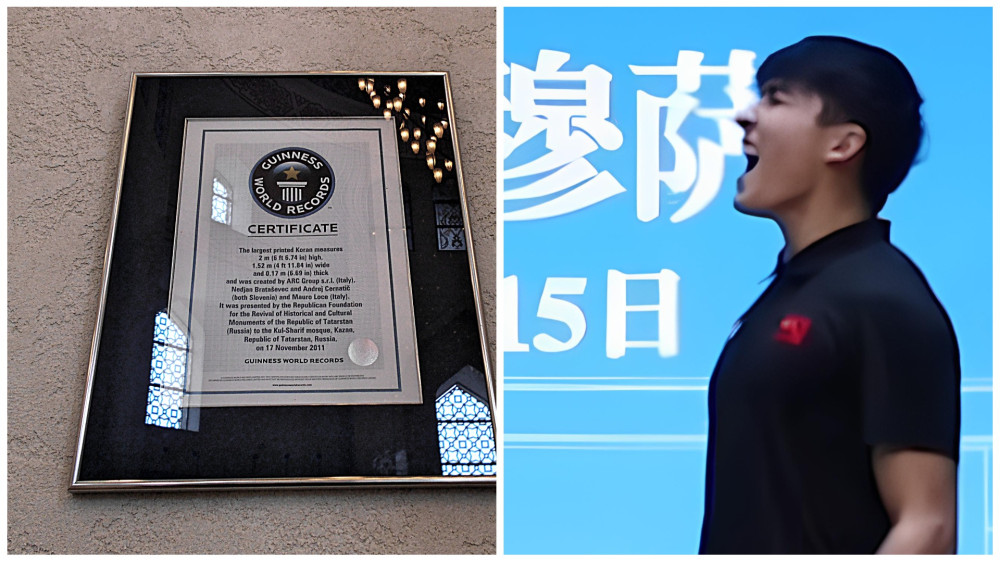 GUINNESS
WORLD RECORDS
CERTIFICATE
The largest printed Koran measures
2 m (6 ft 6.74 in) high,
1.52 m (4 ft 11.84 in) wide
and 0.17 m (6.69 in) thick
and was created by ARC Group s.r.l. (Italy).
Nedjan Brataševec and Andrej Cernatič
(both Slovenia) and Mauro Loce (Italy).
It was presented by the Republican Foundation
for the Revival of Historical and Cultural
Monuments of the Republic of Tatarstan
(Russia) to the Kul-Sharif mosque, Kazan,
Republic of Tatarstan, Russia,
on 17 November 2011
GUINNESS WORLD RECORDS
穆萨
15日